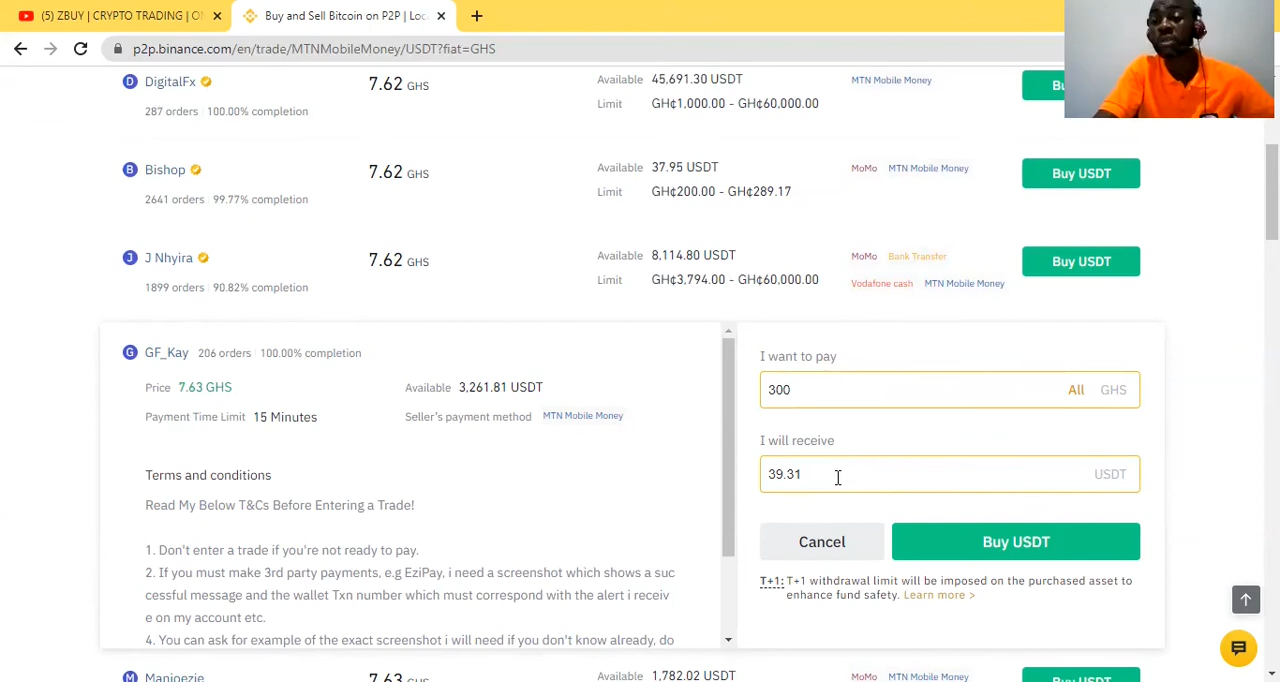 (5) ZBUY | CRYPTO TRADING | O
Buy and Sell Bitcoin on P2P | Loc
p2p.binance.com/en/trade/MTNMobileMoney/USDT?fiat=GHS
D DigitalFx 7.62 GHS Available 45,691.30 USDT MTN Mobile Money Bu
287 orders | 100.00% completion Limit GH₵1,000.00 - GH₵60,000.00
B Bishop 7.62 GHS Available 37.95 USDT MoMo MTN Mobile Money Buy USDT
2641 orders | 99.77% completion Limit GH₵200.00 - GH₵289.17
J J Nhyira 7.62 GHS Available 8,114.80 USDT MoMo Bank Transfer Buy USDT
1899 orders | 90.82% completion Limit GH₵3,794.00 - GH₵60,000.00 Vodafone cash MTN Mobile Money
G GF_Kay 206 orders | 100.00% completion
Price 7.63 GHS Available 3,261.81 USDT
Payment Time Limit 15 Minutes Seller's payment method MTN Mobile Money
Terms and conditions
Read My Below T&Cs Before Entering a Trade!
1. Don't enter a trade if you're not ready to pay.
2. If you must make 3rd party payments, e.g EziPay, i need a screenshot which shows a suc
cessful message and the wallet Txn number which must correspond with the alert i receiv
e on my account etc.
4. You can ask for example of the exact screenshot i will need if you don't know already, do
I want to pay
300 All GHS
I will receive
39.31 USDT
Cancel Buy USDT
T+1: T+1 withdrawal limit will be imposed on the purchased asset to
enhance fund safety. Learn more >
M Manjoezie 7.63 GHS Available 1,782.02 USDT MoMo MTN Mobile Money Buy USDT